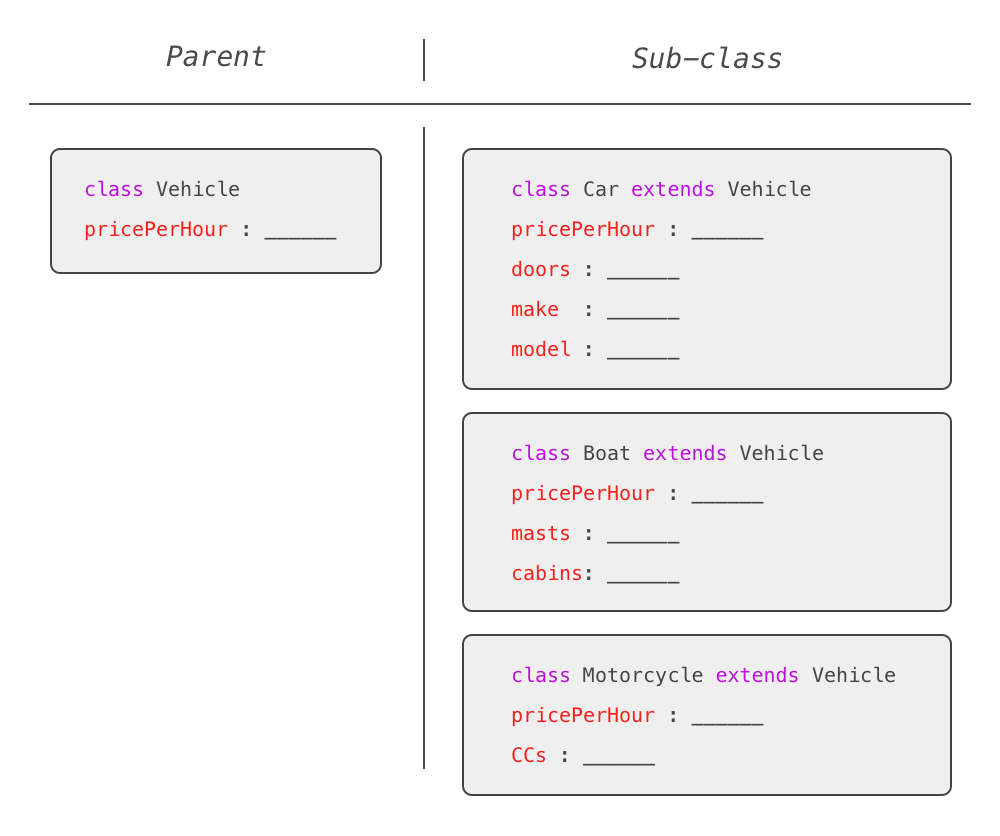 Parent
Sub-class
class Vehicle
pricePerHour : ______
class Car extends Vehicle
pricePerHour : ______
doors : ______
make  : ______
model : ______
class Boat extends Vehicle
pricePerHour : ______
masts : ______
cabins: ______
class Motorcycle extends Vehicle
pricePerHour : ______
CCs : ______